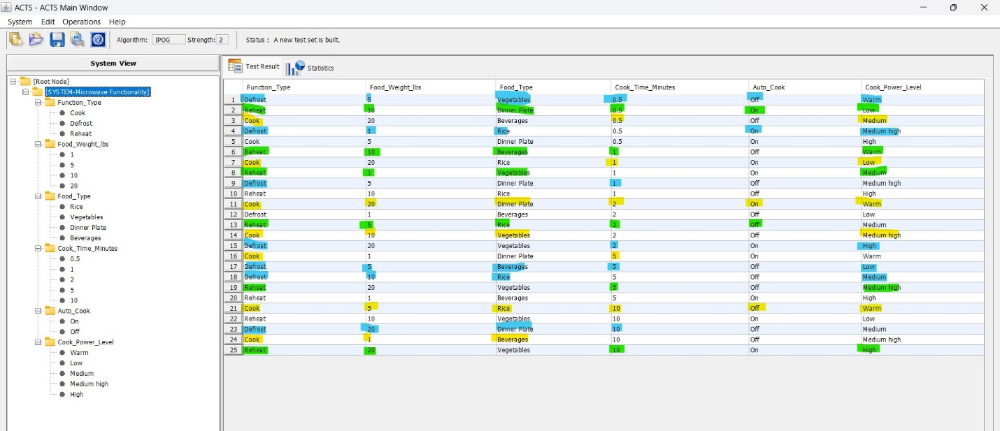 ACTS - ACTS Main Window
System Edit Operations Help
Algorithm: IPOG Strength: 2 Status : A new test set is built.
System View
[Root Node]
[SYSTEM-Microwave Functionality]
Function_Type
Cook
Defrost
Reheat
Food_Weight_lbs
1
5
10
20
Food_Type
Rice
Vegetables
Dinner Plate
Beverages
Cook_Time_Minutes
0.5
1
2
5
10
Auto_Cook
On
Off
Cook_Power_Level
Warm
Low
Medium
Medium high
High
Test Result Statistics
Function_Type Food_Weight_lbs Food_Type Cook_Time_Minutes Auto_Cook Cook_Power_Level
1 Defrost 5 Vegetables 0.5 Off Warm
2 Reheat 10 Dinner Plate 0.5 On Low
3 Cook 20 Beverages 0.5 Off Medium
4 Defrost 1 Rice 0.5 On Medium high
5 Cook 5 Dinner Plate 0.5 On High
6 Reheat 10 Beverages 1 Off Warm
7 Cook 20 Rice 1 On Low
8 Reheat 1 Vegetables 1 On Medium
9 Defrost 5 Dinner Plate 1 Off Medium high
10 Reheat 10 Rice 1 Off High
11 Cook 20 Dinner Plate 2 On Warm
12 Defrost 1 Beverages 2 Off Low
13 Reheat 5 Rice 2 Off Medium
14 Cook 10 Vegetables 2 Off Medium high
15 Defrost 20 Vegetables 2 On High
16 Cook 1 Dinner Plate 5 On Warm
17 Defrost 5 Beverages 5 Off Low
18 Defrost 10 Rice 5 Off Medium
19 Reheat 20 Vegetables 5 Off Medium high
20 Reheat 1 Beverages 5 On High
21 Cook 5 Rice 10 Off Warm
22 Reheat 10 Vegetables 10 On Low
23 Defrost 20 Dinner Plate 10 Off Medium
24 Cook 1 Beverages 10 Off Medium high
25 Reheat 20 Vegetables 10 On High